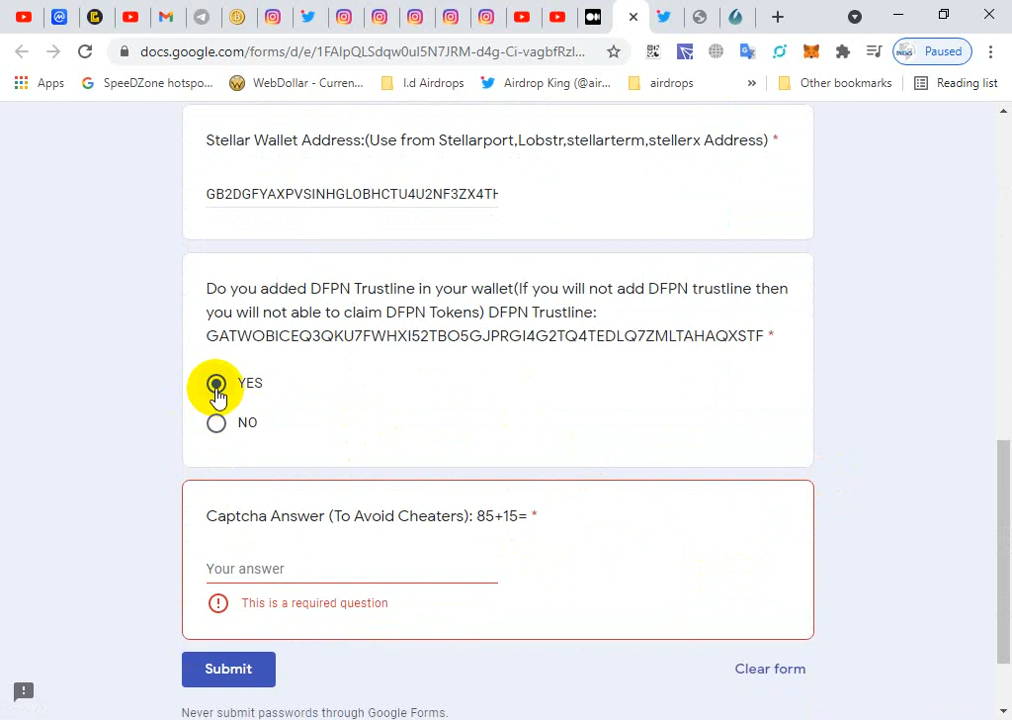 docs.google.com/forms/d/e/1FAIpQLSdqw0ul5N7JRM-d4g-Ci-vagbfRzl...
Paused
Apps
SpeeDZone hotspo...
WebDollar - Curren...
I.d Airdrops
Airdrop King (@air...
airdrops
»
Other bookmarks
Reading list
Stellar Wallet Address:(Use from Stellarport,Lobstr,stellarterm,stellerx Address) *
GB2DGFYAXPVSINHGLOBHCTU4U2NF3ZX4TH
Do you added DFPN Trustline in your wallet(If you will not add DFPN trustline then
you will not able to claim DFPN Tokens) DFPN Trustline:
GATWOBICEQ3QKU7FWHXI52TBO5GJPRGI4G2TQ4TEDLQ7ZMLTAHAQXSTF *
YES
NO
Captcha Answer (To Avoid Cheaters): 85+15= *
Your answer
This is a required question
Submit
Clear form
Never submit passwords through Google Forms.